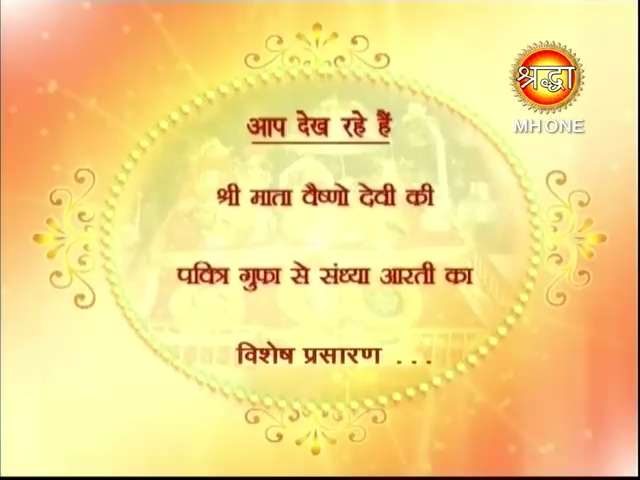 श्रद्धा
MH ONE
आप देख रहे हैं
श्री माता वैष्णो देवी की
पवित्र गुफा से संध्या आरती का
विशेष प्रसारण ...